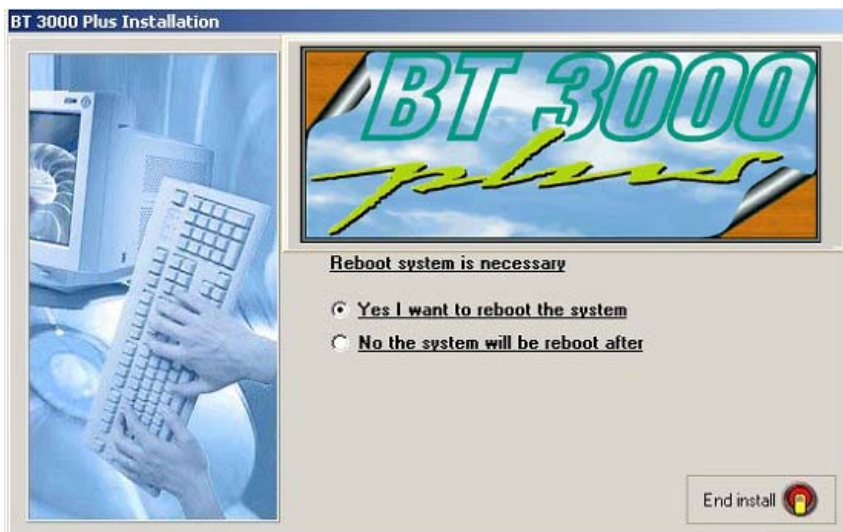 BT 3000 Plus Installation
BT 3000
plus
Reboot system is necessary
Yes I want to reboot the system
No the system will be reboot after
End install